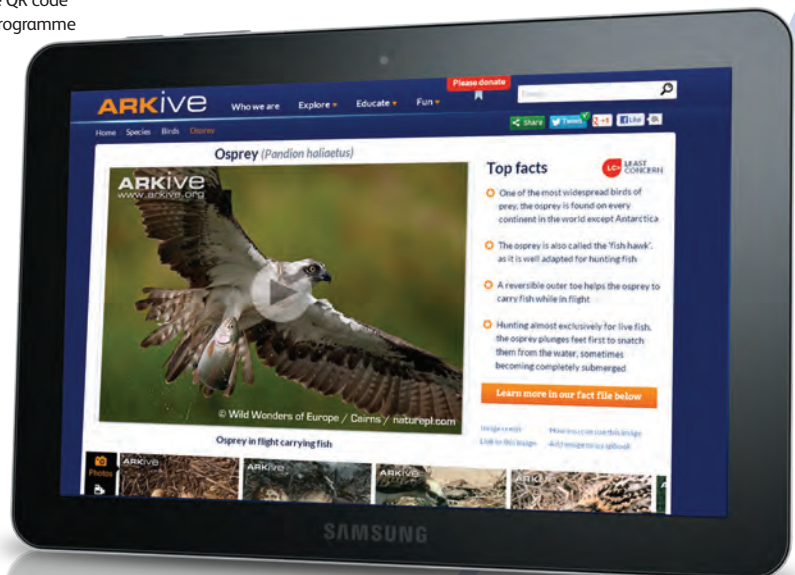 e QR code
rogramme
Please donate
ARKive
Who we are Explore Educate Fun
Share Tweet +1 Like
Home Species Birds Osprey
Osprey (Pandion haliaetus)
ARKive
www.arkive.org
© Wild Wonders of Europe / Cairns / naturepl.com
Osprey in flight carrying fish
Top facts
LC LEAST
CONCERN
One of the most widespread birds of
prey, the osprey is found on every
continent in the world except Antarctica
The osprey is also called the 'fish hawk',
as it is well adapted for hunting fish
A reversible outer toe helps the osprey to
carry fish while in flight
Hunting almost exclusively for live fish,
the osprey plunges feet first to snatch
them from the water, sometimes
becoming completely submerged
Learn more in our fact file below
Link to this image
Photos
ARKive ARKive ARKive ARKive
SAMSUNG